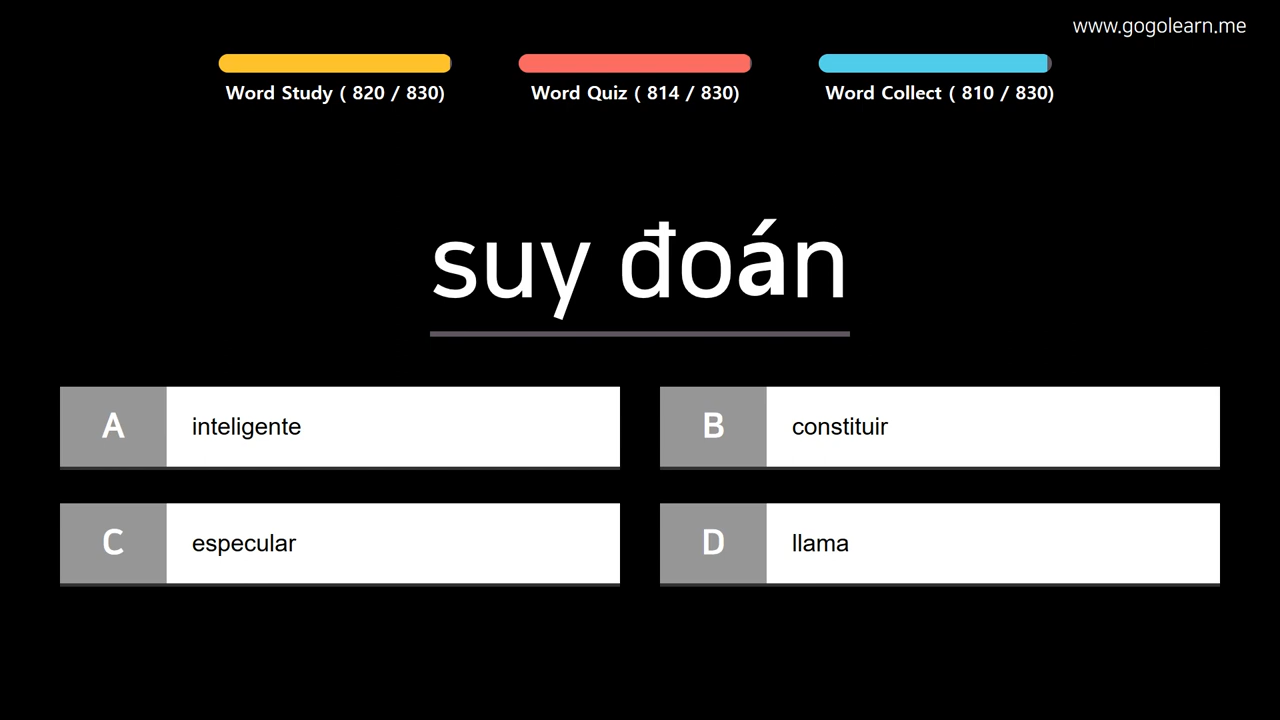 www.gogolearn.me
Word Study ( 820 / 830)
Word Quiz ( 814 / 830)
Word Collect ( 810 / 830)
suy đoán
A inteligente
B constituir
C especular
D llama